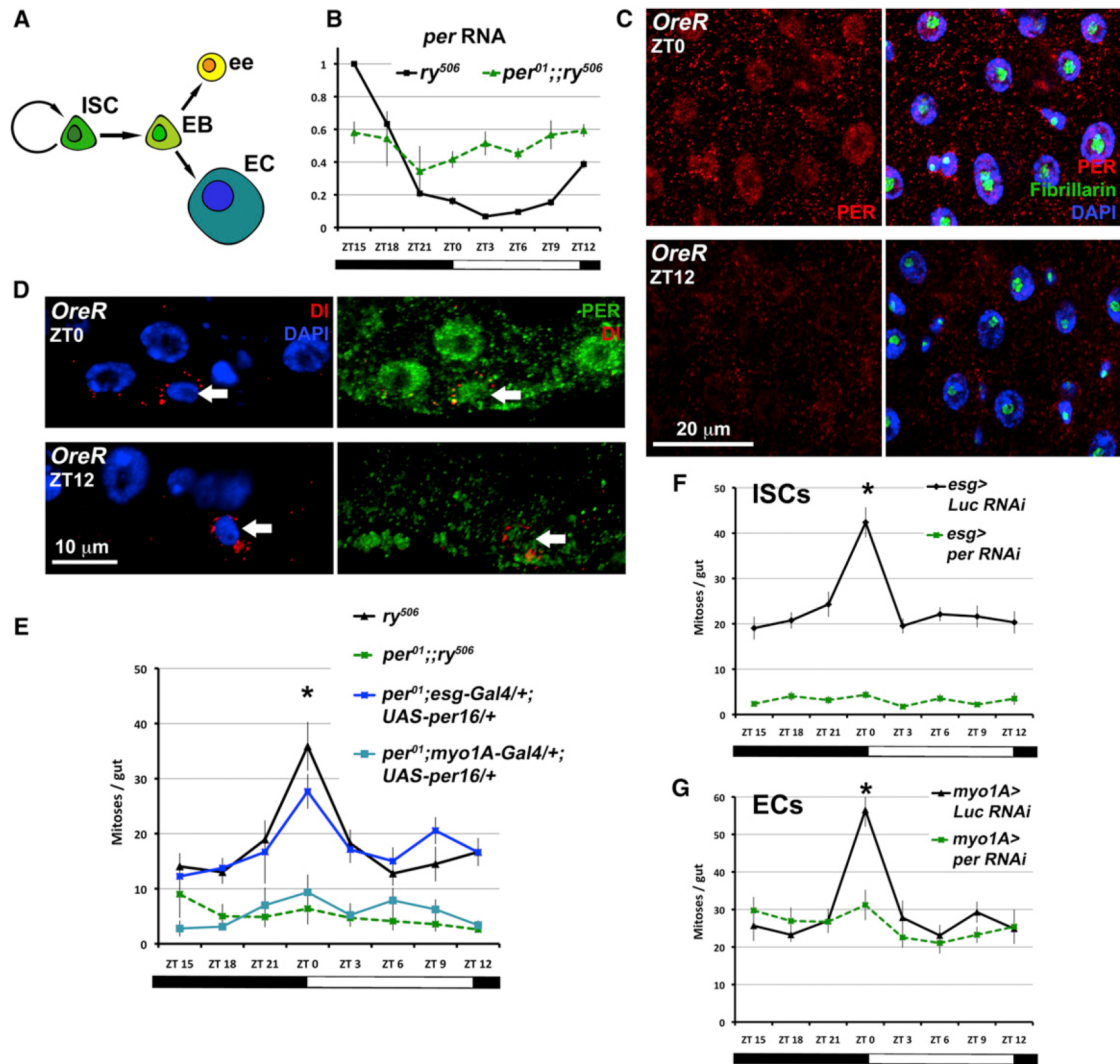 A
ISC
EB
ee
EC
B
per RNA
ry506
per01;;ry506
1
0.8
0.6
0.4
0.2
0
ZT15 ZT18 ZT21 ZT0 ZT3 ZT6 ZT9 ZT12
C
OreR
ZT0
PER
PER
Fibrillarin
DAPI
OreR
ZT12
20 µm
D
OreR
ZT0
Dl
DAPI
PER
Dl
OreR
ZT12
10 µm
E
ry506
per01;;ry506
per01;esg-Gal4/+;
UAS-per16/+
per01;myo1A-Gal4/+;
UAS-per16/+
Mitoses / gut
50
40
30
20
10
0
*
ZT 15 ZT 18 ZT 21 ZT 0 ZT 3 ZT 6 ZT 9 ZT 12
F
ISCs
esg>
Luc RNAi
esg>
per RNAi
Mitoses / gut
50
40
30
20
10
0
*
ZT 15 ZT 18 ZT 21 ZT 0 ZT 3 ZT 6 ZT 9 ZT 12
G
ECs
myo1A>
Luc RNAi
myo1A>
per RNAi
Mitoses / gut
60
50
40
30
20
10
0
*
ZT 15 ZT 18 ZT 21 ZT 0 ZT 3 ZT 6 ZT 9 ZT 12